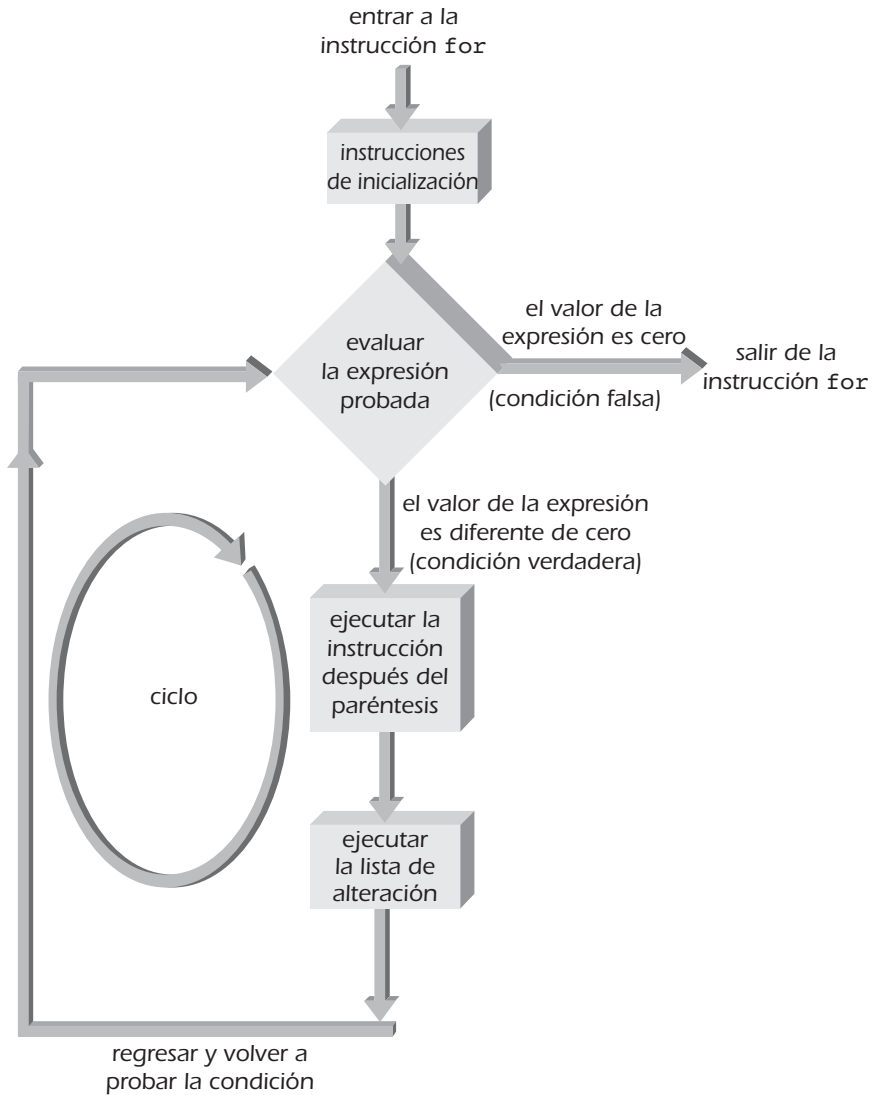 entrar a la
instrucción for
instrucciones
de inicialización
evaluar
la expresión
probada
el valor de la
expresión es cero
(condición falsa)
salir de la
instrucción for
el valor de la expresión
es diferente de cero
(condición verdadera)
ejecutar la
instrucción
después del
paréntesis
ciclo
ejecutar
la lista de
alteración
regresar y volver a
probar la condición